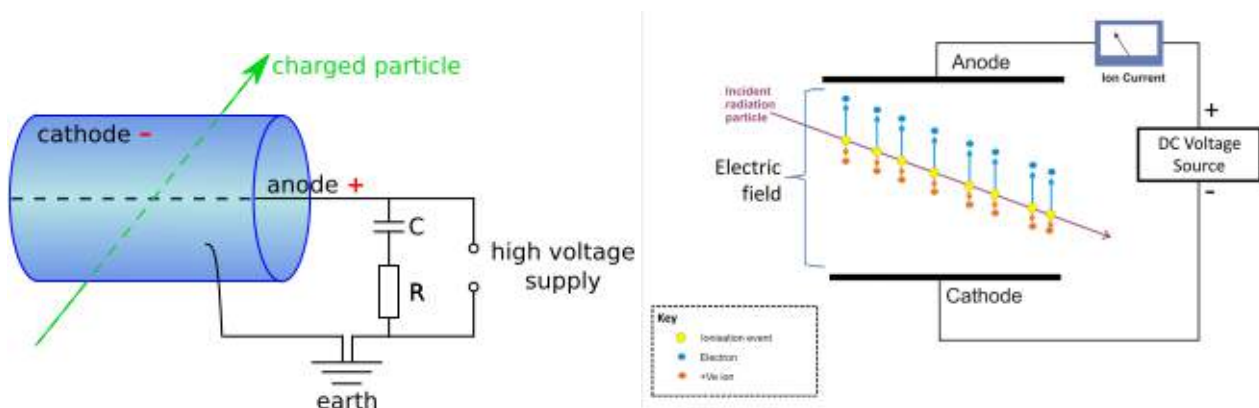 charged particle
cathode -
anode +
C
R
high voltage
supply
earth
Anode
Ion Current
Incident
radiation
particle
+
DC Voltage
Source
-
Electric
field
Cathode
Key
Ionisation event
Electron
+Ve ion